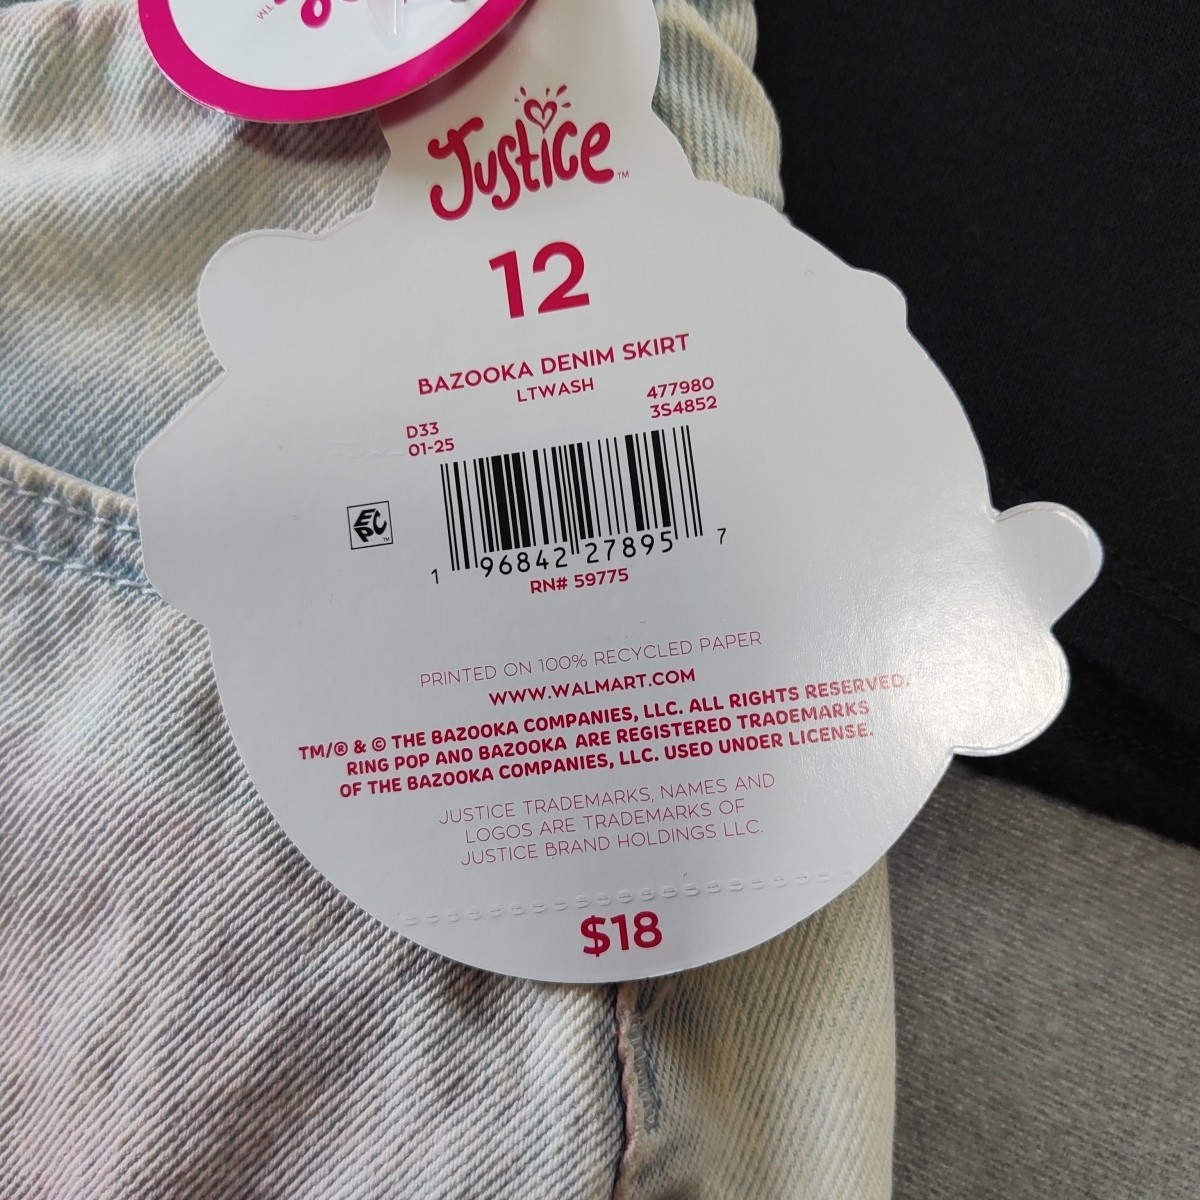 Justice™
12
BAZOOKA DENIM SKIRT
LTWASH
D33
01-25
477980
3S4852
EPC™
1 96842 27895 7
RN# 59775
PRINTED ON 100% RECYCLED PAPER
WWW.WALMART.COM
TM/® & © THE BAZOOKA COMPANIES, LLC. ALL RIGHTS RESERVED.
RING POP AND BAZOOKA ARE REGISTERED TRADEMARKS
OF THE BAZOOKA COMPANIES, LLC. USED UNDER LICENSE.
JUSTICE TRADEMARKS, NAMES AND
LOGOS ARE TRADEMARKS OF
JUSTICE BRAND HOLDINGS LLC
$18